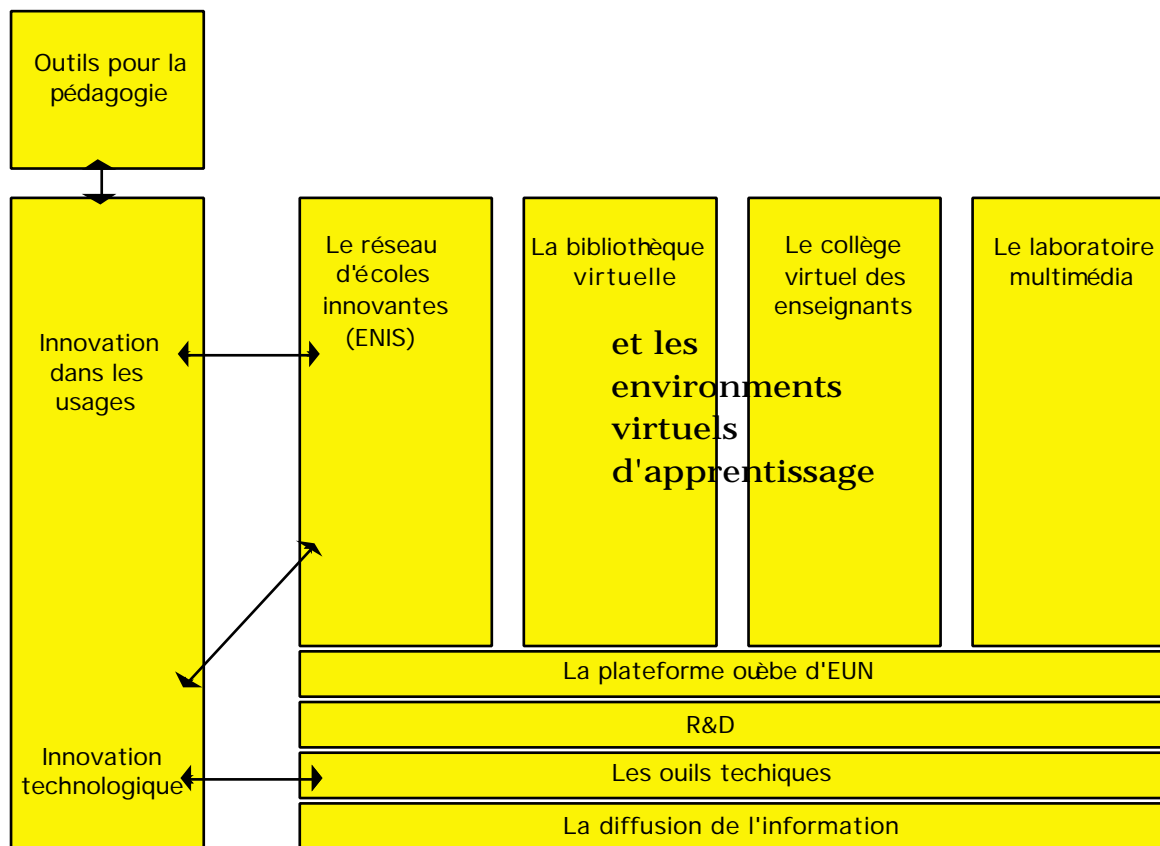 Outils pour la
pédagogie
Innovation
dans les
usages
Innovation
technologique
Le réseau
d'écoles
innovantes
(ENIS)
La bibliothèque
virtuelle
Le collège
virtuel des
enseignants
Le laboratoire
multimédia
et les
environments
virtuels
d'apprentissage
La plateforme ouèbe d'EUN
R&D
Les ouils techiques
La diffusion de l'information